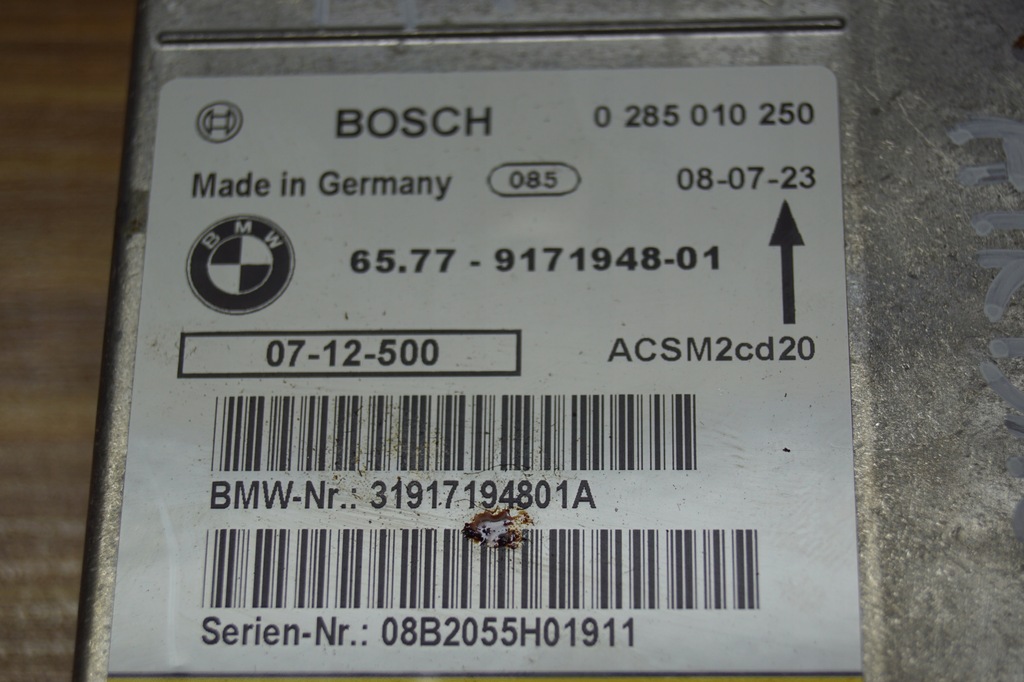 BOSCH 0 285 010 250
Made in Germany 085 08-07-23
BMW 65.77 - 9171948-01
07-12-500 ACSM2cd20
BMW-Nr.: 31917194801A
Serien-Nr.: 08B2055H01911